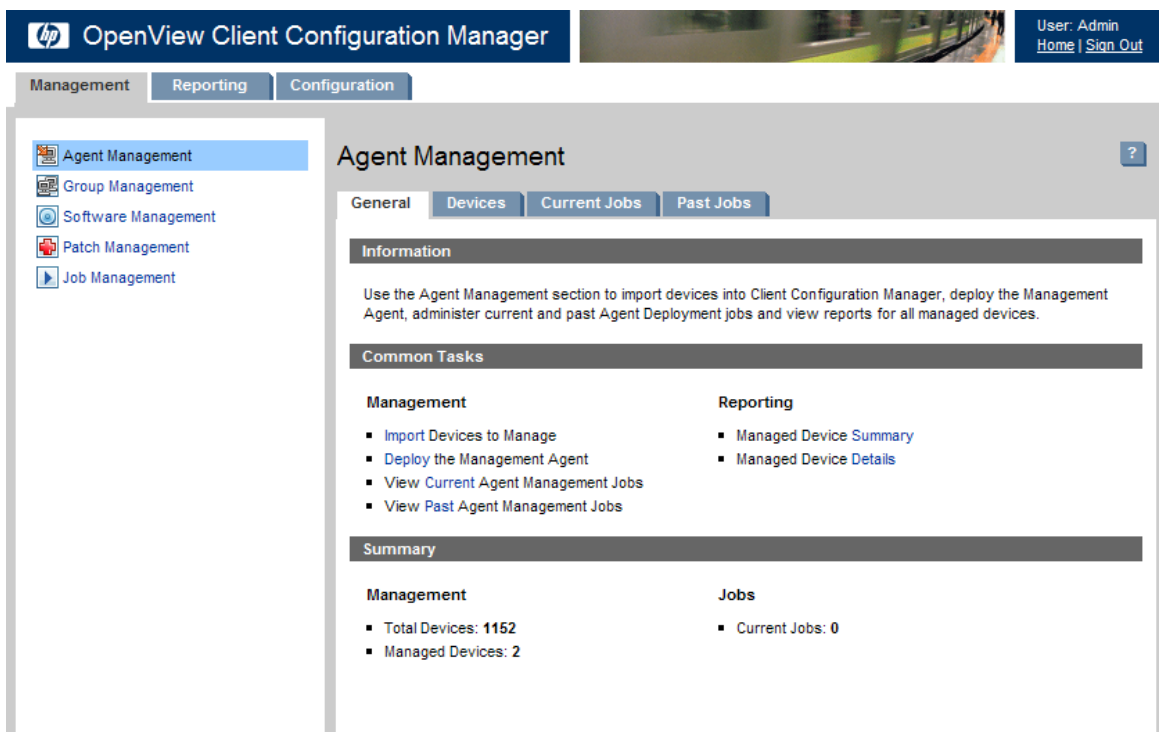 hp OpenView Client Configuration Manager
User: Admin
Home | Sign Out
Management Reporting Configuration
Agent Management
Group Management
Software Management
Patch Management
Job Management
Agent Management
?
General Devices Current Jobs Past Jobs
Information
Use the Agent Management section to import devices into Client Configuration Manager, deploy the Management
Agent, administer current and past Agent Deployment jobs and view reports for all managed devices.
Common Tasks
Management
Import Devices to Manage
Deploy the Management Agent
View Current Agent Management Jobs
View Past Agent Management Jobs
Reporting
Managed Device Summary
Managed Device Details
Summary
Management
Total Devices: 1152
Managed Devices: 2
Jobs
Current Jobs: 0